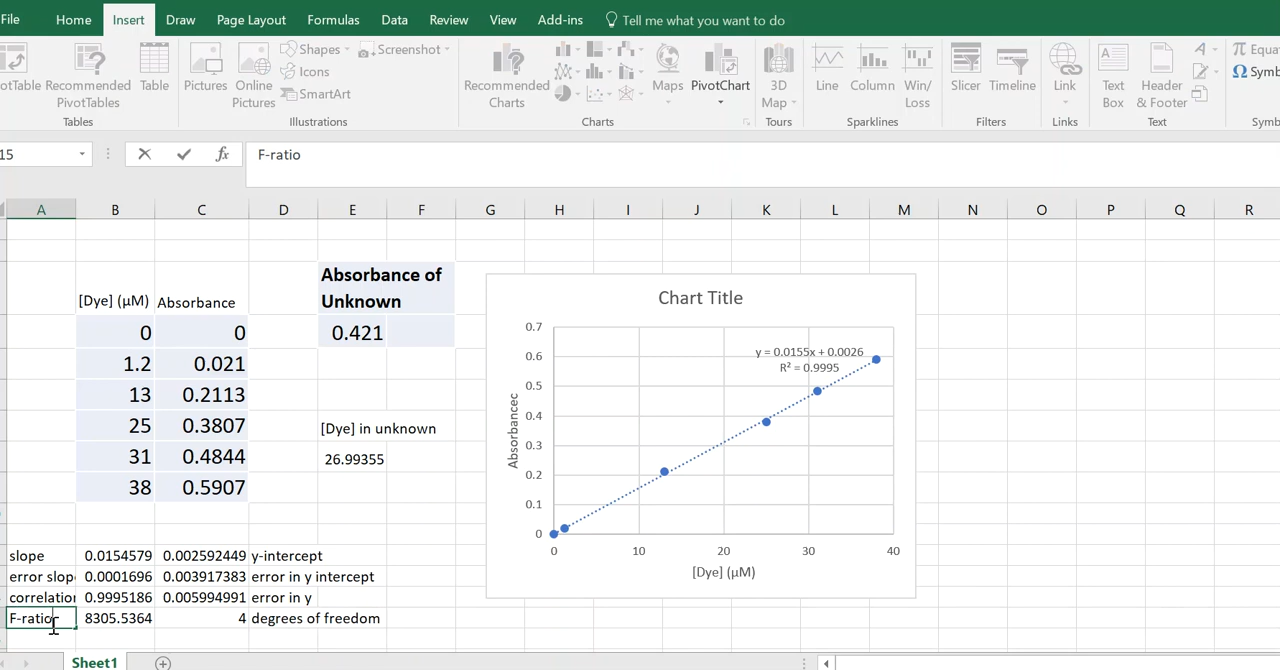 File Home Insert Draw Page Layout Formulas Data Review View Add-ins Tell me what you want to do
otTable Recommended PivotTables Table Pictures Online Pictures Shapes Icons SmartArt Screenshot Recommended Charts Maps PivotChart 3D Map Line Column Win/ Loss Slicer Timeline Link Text Box Header & Footer Equa Symb
Tables Illustrations Charts Tours Sparklines Filters Links Text Symb
15 fx F-ratio
A B C D E F G H I J K L M N O P Q R
Absorbance of
[Dye] (µM) Absorbance Unknown
0 0 0.421
1.2 0.021
13 0.2113
25 0.3807 [Dye] in unknown
31 0.4844 26.99355
38 0.5907
slope 0.0154579 0.002592449 y-intercept
error slop 0.0001696 0.003917383 error in y intercept
correlation 0.9995186 0.005994991 error in y
F-ratio 8305.5364 4 degrees of freedom
Chart Title
y = 0.0155x + 0.0026
R² = 0.9995
0.7
0.6
0.5
0.4
0.3
0.2
0.1
0
Absorbancec
0 10 20 30 40
[Dye] (µM)
Sheet1